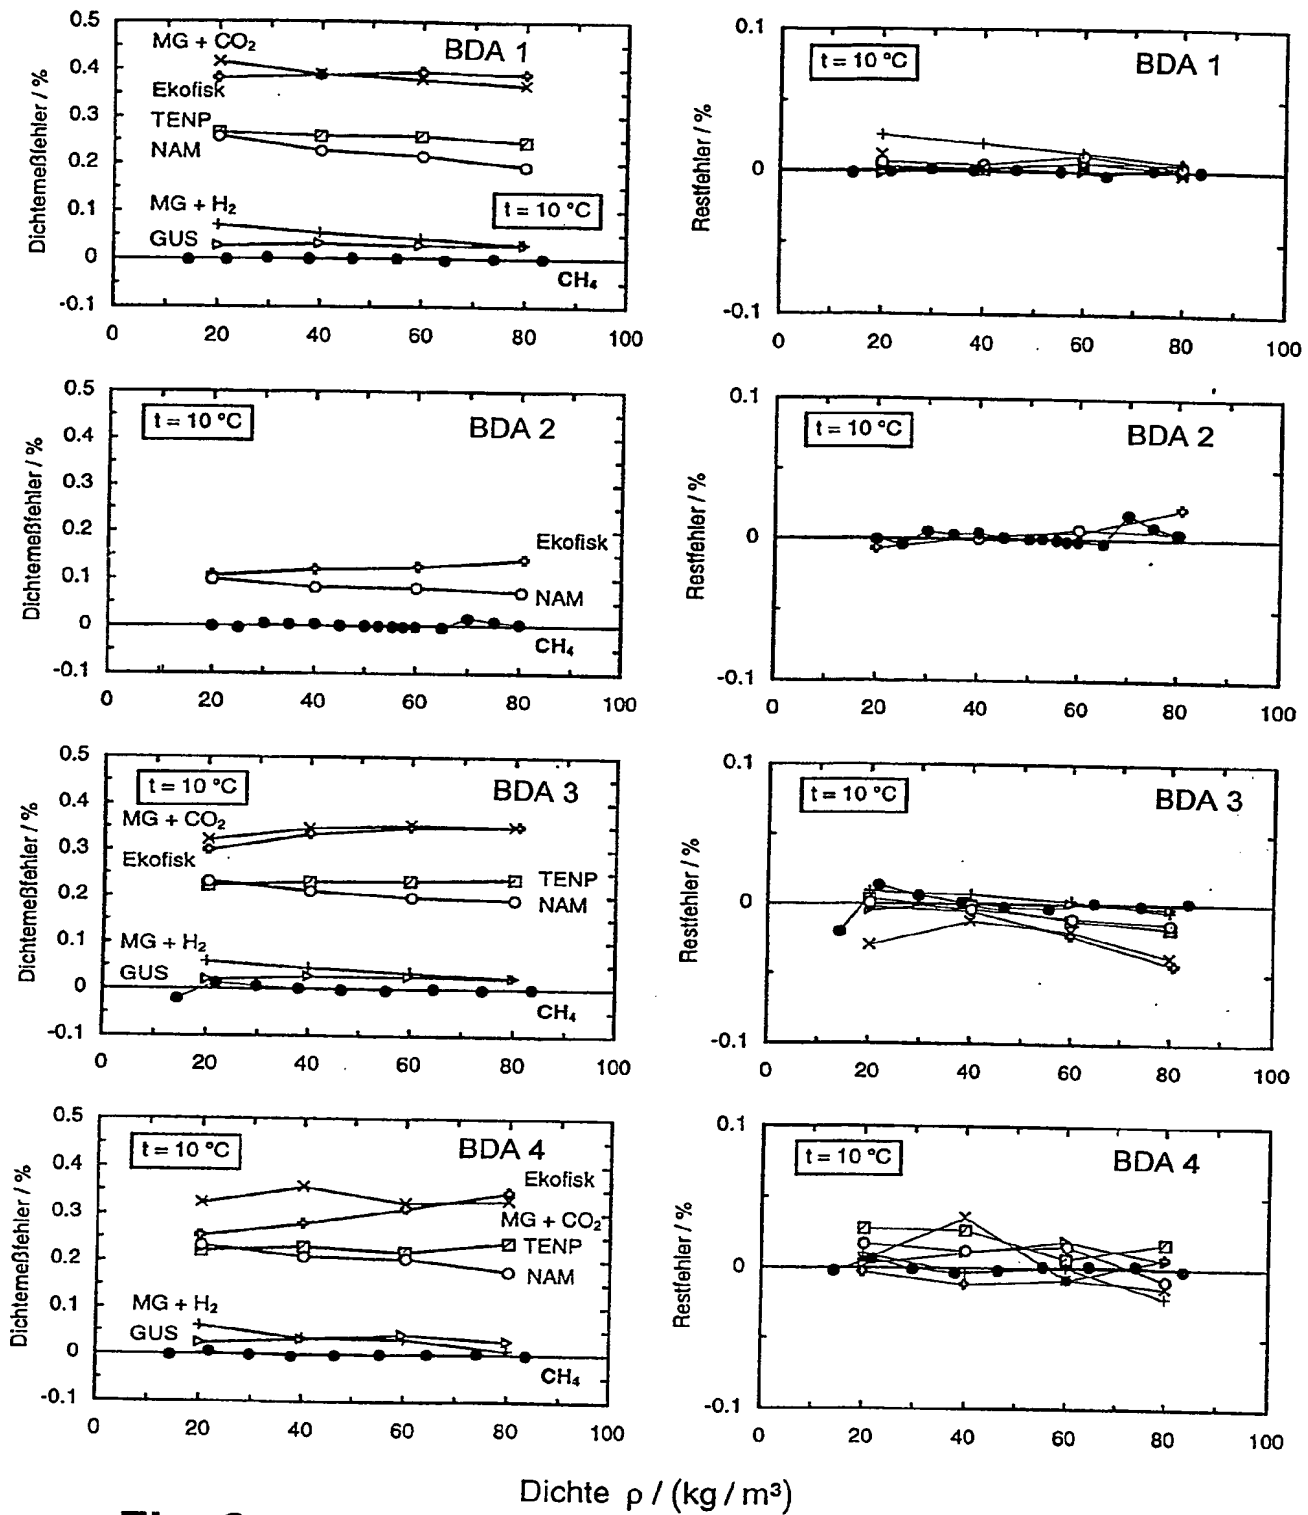 0.5
0.4
0.3
0.2
0.1
0
-0.1
Dichtemeßfehler / %
MG + CO₂
BDA 1
Ekofisk
TENP
NAM
MG + H₂
t = 10 °C
GUS
CH₄
0 20 40 60 80 100
0.1
0
-0.1
Restfehler / %
t = 10 °C
BDA 1
0 20 40 60 80 100
0.5
0.4
0.3
0.2
0.1
0
-0.1
Dichtemeßfehler / %
t = 10 °C
BDA 2
Ekofisk
NAM
CH₄
0 20 40 60 80 100
0.1
0
-0.1
Restfehler / %
t = 10 °C
BDA 2
0 20 40 60 80 100
0.5
0.4
0.3
0.2
0.1
0
-0.1
Dichtemeßfehler / %
t = 10 °C
BDA 3
MG + CO₂
Ekofisk
TENP
NAM
MG + H₂
GUS
CH₄
0 20 40 60 80 100
0.1
0
-0.1
Restfehler / %
t = 10 °C
BDA 3
0 20 40 60 80 100
0.5
0.4
0.3
0.2
0.1
0
-0.1
Dichtemeßfehler / %
t = 10 °C
BDA 4
Ekofisk
MG + CO₂
TENP
NAM
MG + H₂
GUS
CH₄
0 20 40 60 80 100
0.1
0
-0.1
Restfehler / %
t = 10 °C
BDA 4
0 20 40 60 80 100
Dichte ρ / (kg / m³)